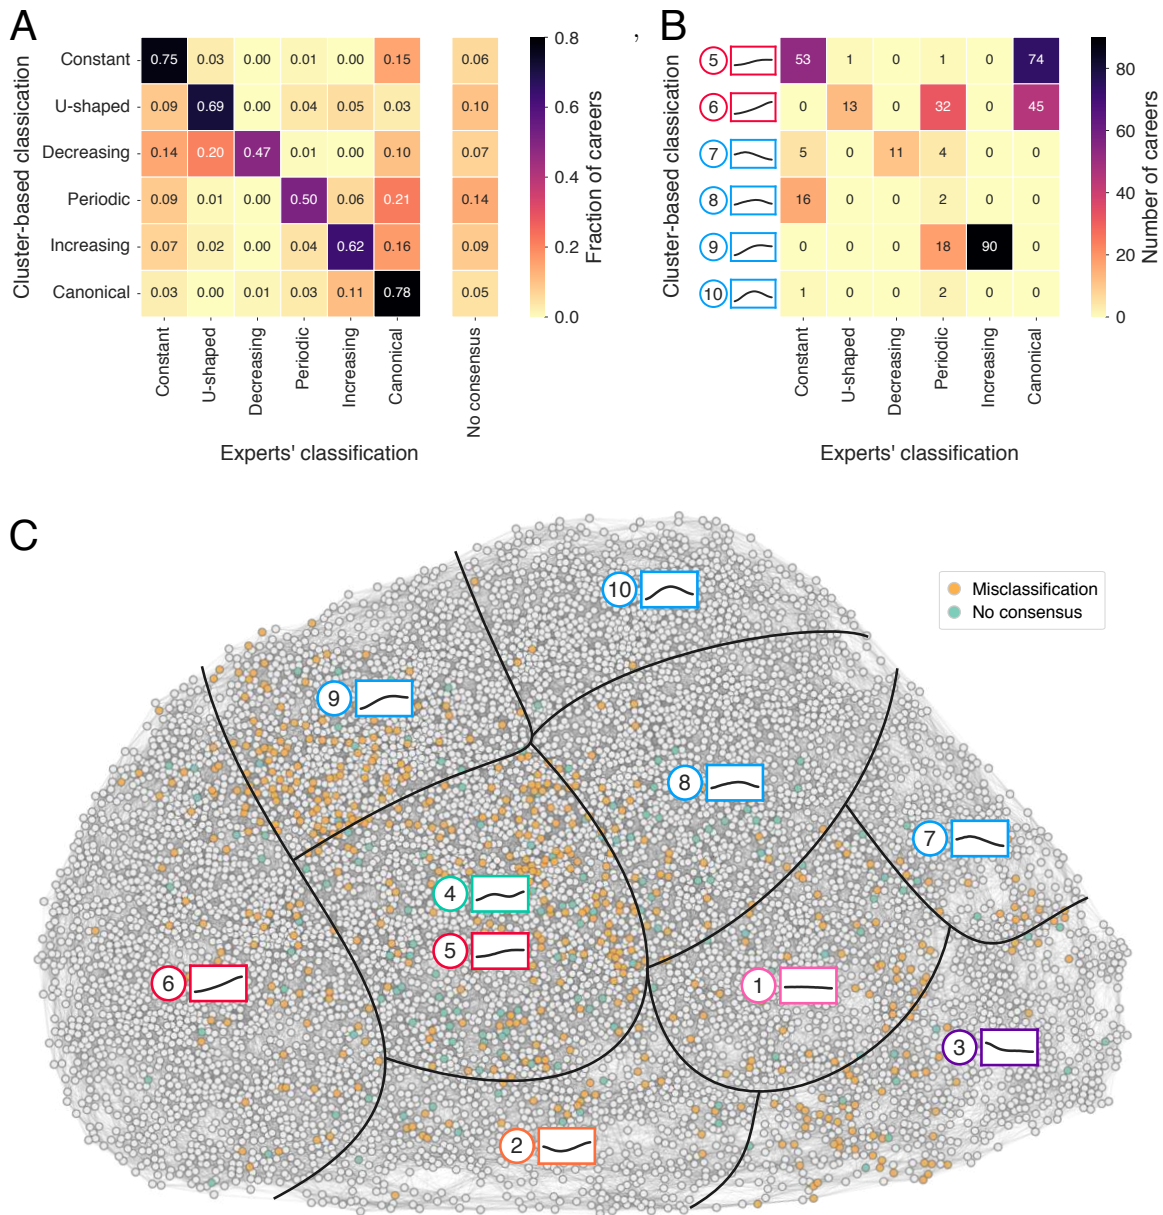 A
Cluster-based classication
Constant
0.75 0.03 0.00 0.01 0.00 0.15 0.06
U-shaped
0.09 0.69 0.00 0.04 0.05 0.03 0.10
Decreasing
0.14 0.20 0.47 0.01 0.00 0.10 0.07
Periodic
0.09 0.01 0.00 0.50 0.06 0.21 0.14
Increasing
0.07 0.02 0.00 0.04 0.62 0.16 0.09
Canonical
0.03 0.00 0.01 0.03 0.11 0.78 0.05
Constant
U-shaped
Decreasing
Periodic
Increasing
Canonical
No consensus
Experts' classification
0.8
0.6
0.4
0.2
0.0
Fraction of careers
,
B
Cluster-based classication
5 53 1 0 1 0 74
6 0 13 0 32 0 45
7 5 0 11 4 0 0
8 16 0 0 2 0 0
9 0 0 0 18 90 0
10 1 0 0 2 0 0
Constant
U-shaped
Decreasing
Periodic
Increasing
Canonical
Experts' classification
80
60
40
20
0
Number of careers
C
Misclassification
No consensus
10
9
8
7
4
5
6
1
3
2